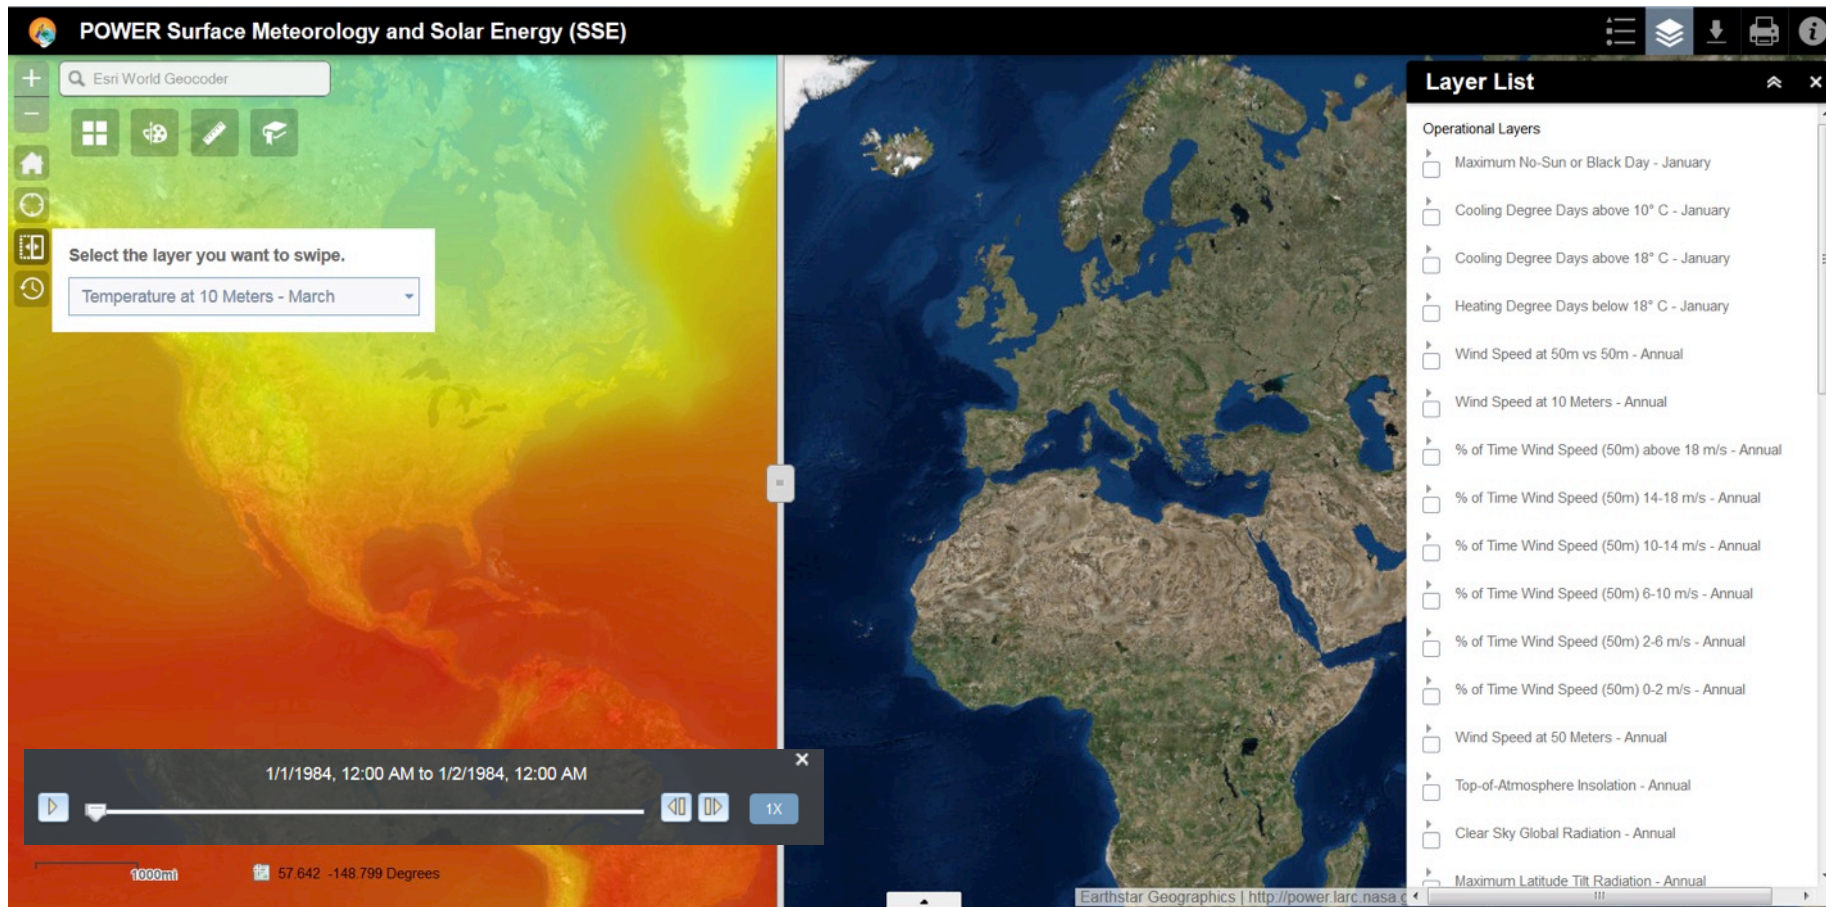 POWER Surface Meteorology and Solar Energy (SSE)
Esri World Geocoder
Select the layer you want to swipe.
Temperature at 10 Meters - March
1/1/1984, 12:00 AM to 1/2/1984, 12:00 AM
1X
1000mi
57.642 -148.799 Degrees
Earthstar Geographics | http://power.larc.nasa.g
Layer List
Operational Layers
Maximum No-Sun or Black Day - January
Cooling Degree Days above 10° C - January
Cooling Degree Days above 18° C - January
Heating Degree Days below 18° C - January
Wind Speed at 50m vs 50m - Annual
Wind Speed at 10 Meters - Annual
% of Time Wind Speed (50m) above 18 m/s - Annual
% of Time Wind Speed (50m) 14-18 m/s - Annual
% of Time Wind Speed (50m) 10-14 m/s - Annual
% of Time Wind Speed (50m) 6-10 m/s - Annual
% of Time Wind Speed (50m) 2-6 m/s - Annual
% of Time Wind Speed (50m) 0-2 m/s - Annual
Wind Speed at 50 Meters - Annual
Top-of-Atmosphere Insolation - Annual
Clear Sky Global Radiation - Annual
Maximum Latitude Tilt Radiation - Annual